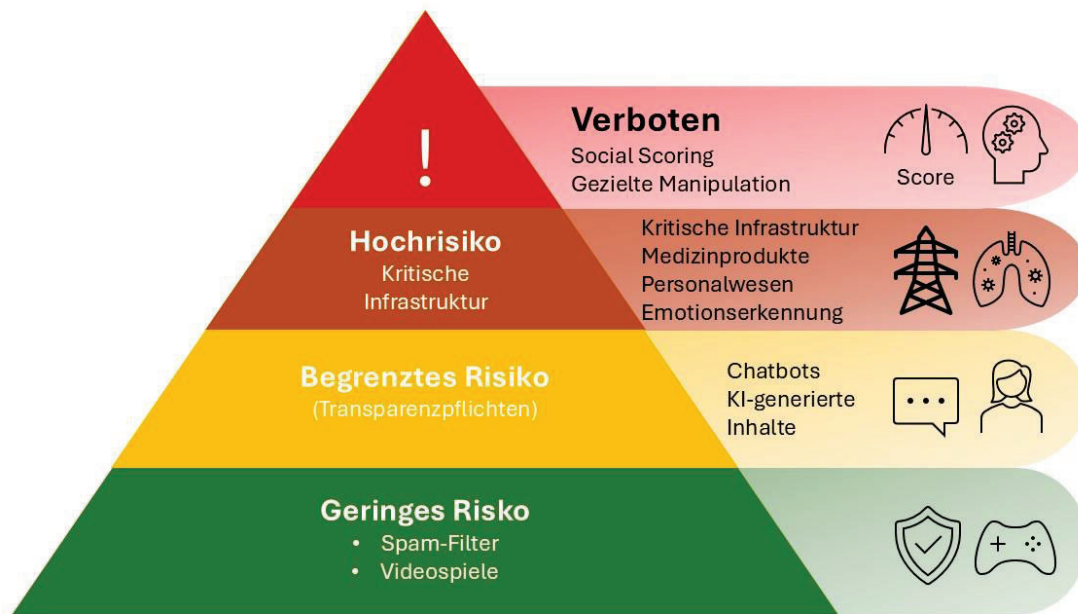 !
Verboten
Social Scoring
Gezielte Manipulation
Score
Hochrisiko
Kritische
Infrastruktur
Kritische Infrastruktur
Medizinprodukte
Personalwesen
Emotionserkennung
Begrenztes Risiko
(Transparenzpflichten)
Chatbots
KI-generierte
Inhalte
Geringes Risko
• Spam-Filter
• Videospiele